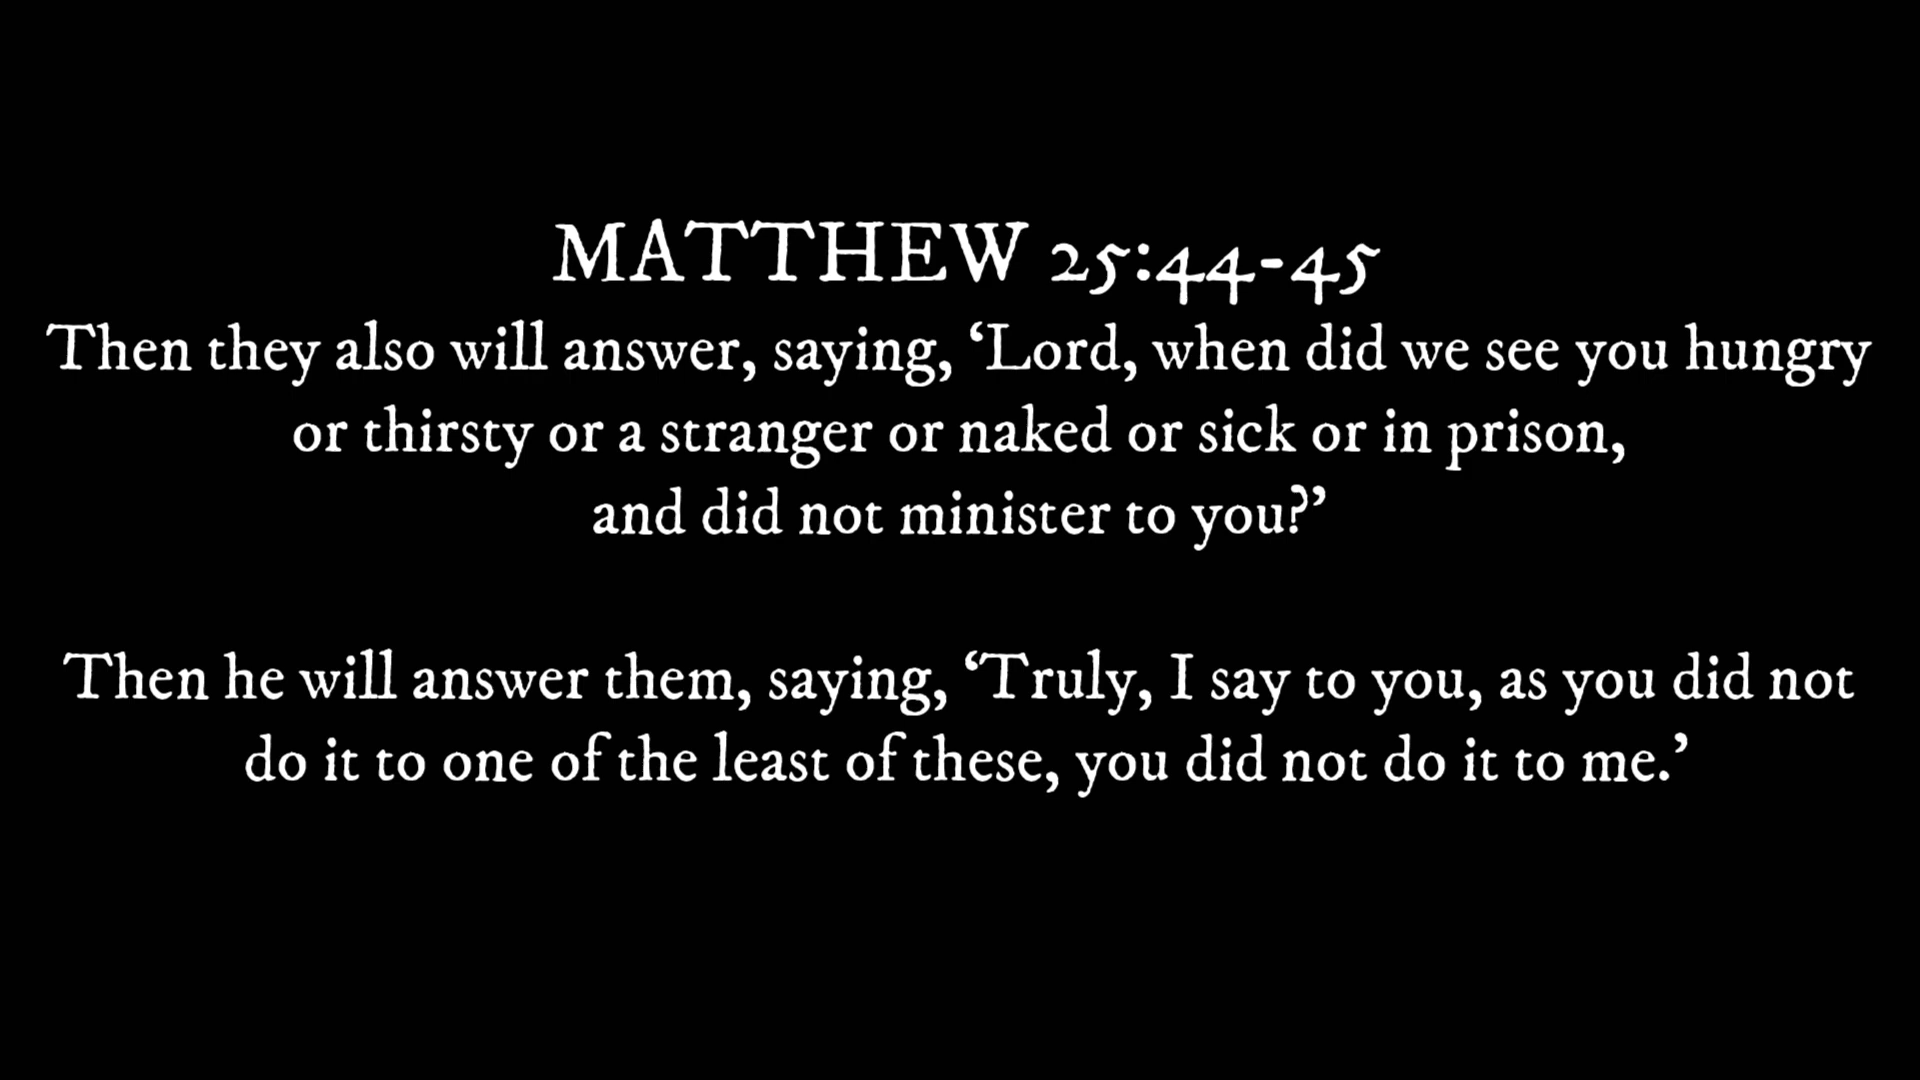 MATTHEW 25:44-45
Then they also will answer, saying, ‘Lord, when did we see you hungry
or thirsty or a stranger or naked or sick or in prison,
and did not minister to you?’
Then he will answer them, saying, ‘Truly, I say to you, as you did not
do it to one of the least of these, you did not do it to me.’